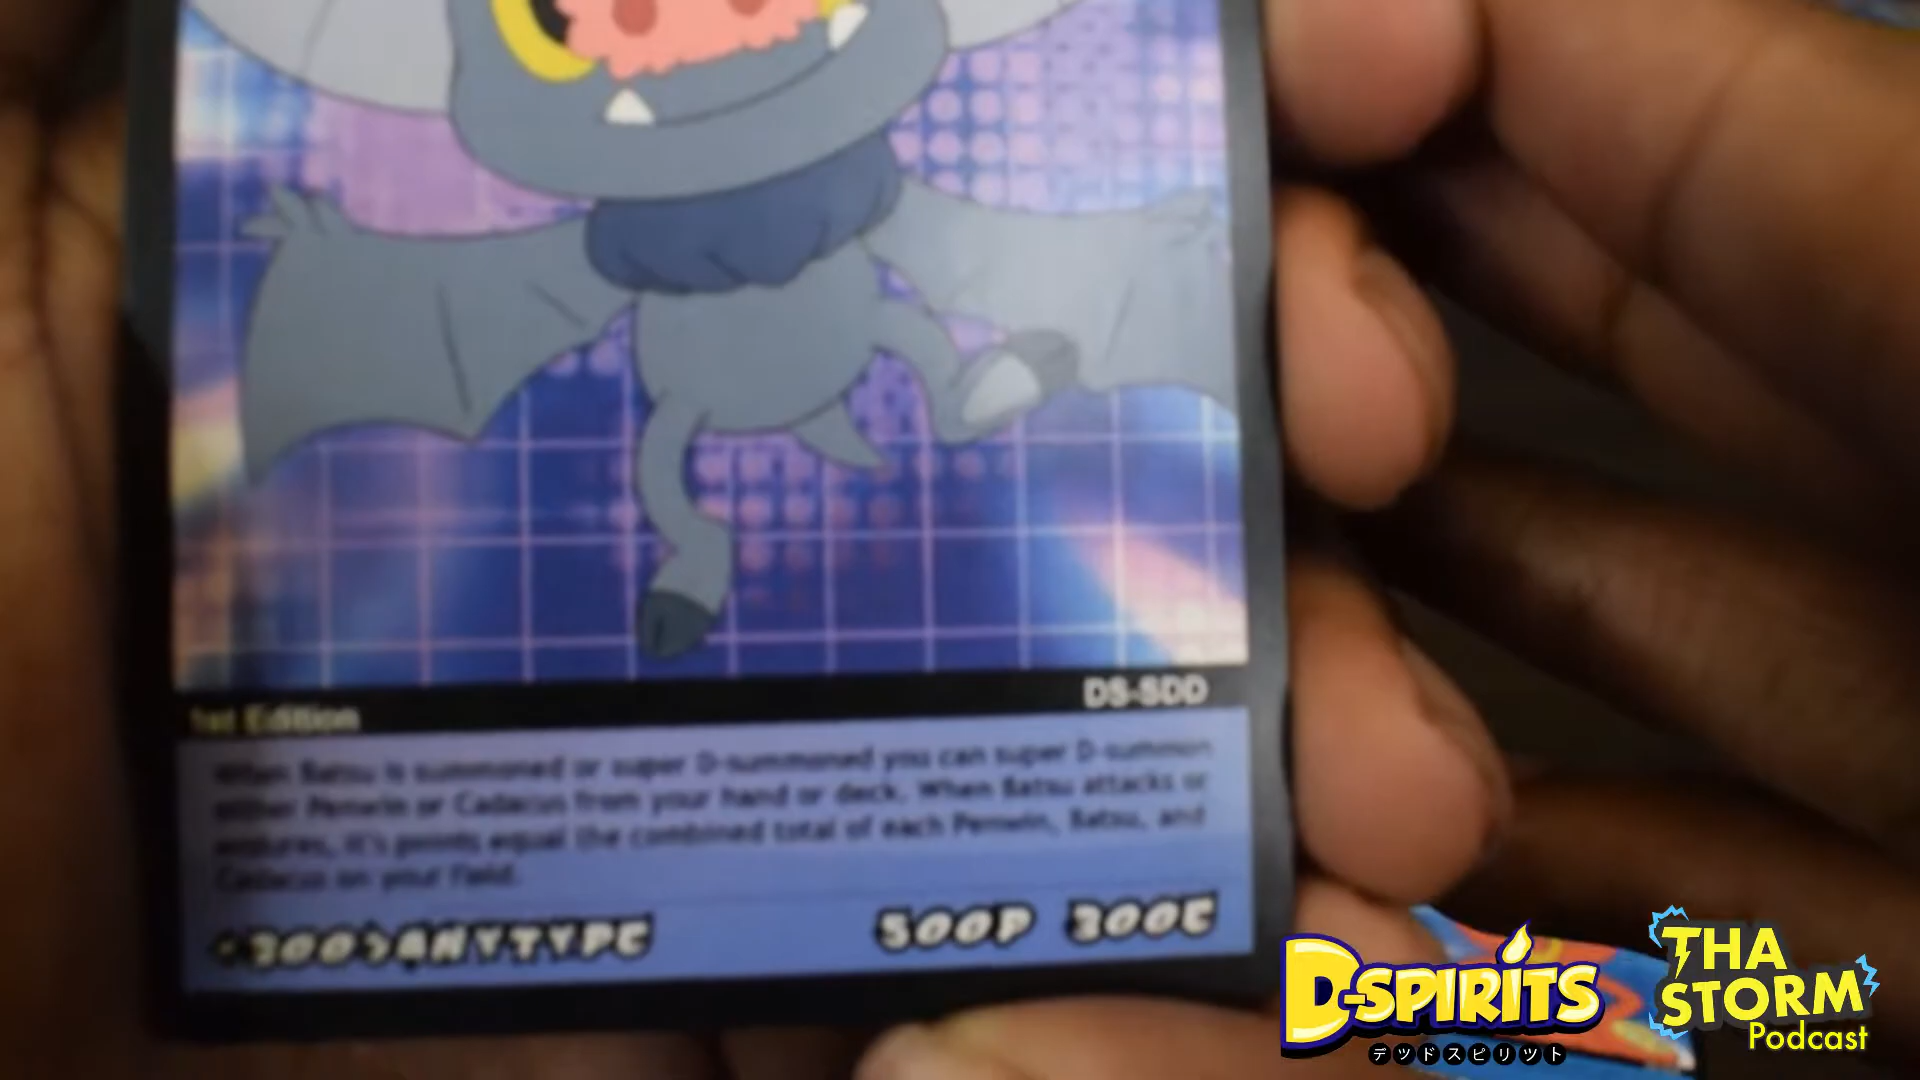 1st Edition
DS-SDD
When Batsu is summoned or super D-summoned you can super D-summon
either Penwin or Cadacus from your hand or deck. When Batsu attacks or
endures, it's points equal the combined total of each Penwin, Batsu, and
Cadacus on your field.
300>ANYTYPE
500P 300E
D-SPIRITS
デッドスピリット
THA
STORM
Podcast